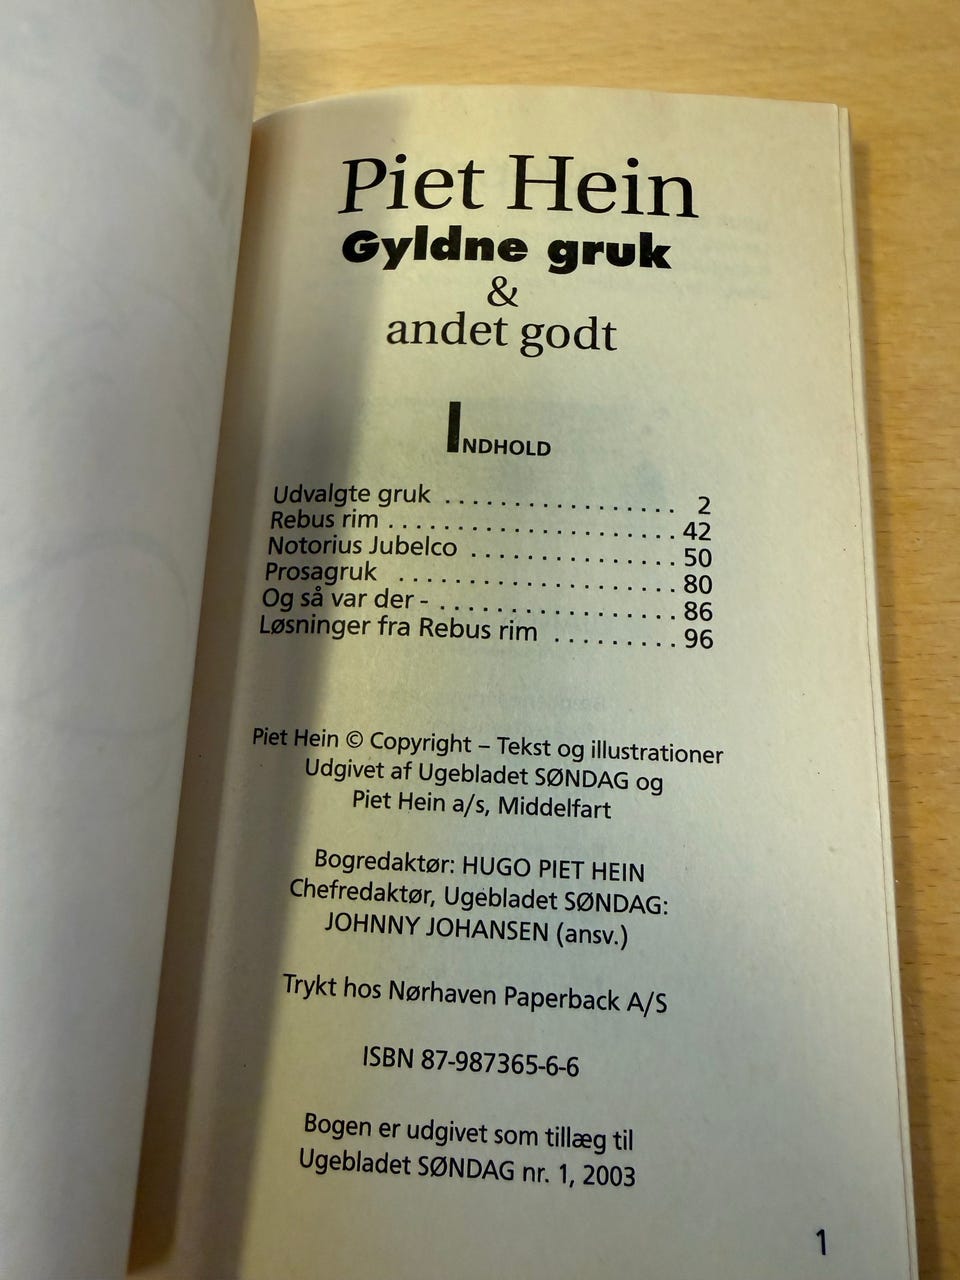 Piet Hein
Gyldne gruk
&
andet godt
INDHOLD
Udvalgte gruk . . . . . . . . . . . . . . . . . 2
Rebus rim . . . . . . . . . . . . . . . . . . . . . 42
Notorius Jubelco . . . . . . . . . . . . . . . 50
Prosagruk . . . . . . . . . . . . . . . . . . . . 80
Og så var der - . . . . . . . . . . . . . . . . . 86
Løsninger fra Rebus rim . . . . . . . . . 96
Piet Hein © Copyright – Tekst og illustrationer
Udgivet af Ugebladet SØNDAG og
Piet Hein a/s, Middelfart
Bogredaktør: HUGO PIET HEIN
Chefredaktør, Ugebladet SØNDAG:
JOHNNY JOHANSEN (ansv.)
Trykt hos Nørhaven Paperback A/S
ISBN 87-987365-6-6
Bogen er udgivet som tillæg til
Ugebladet SØNDAG nr. 1, 2003
1